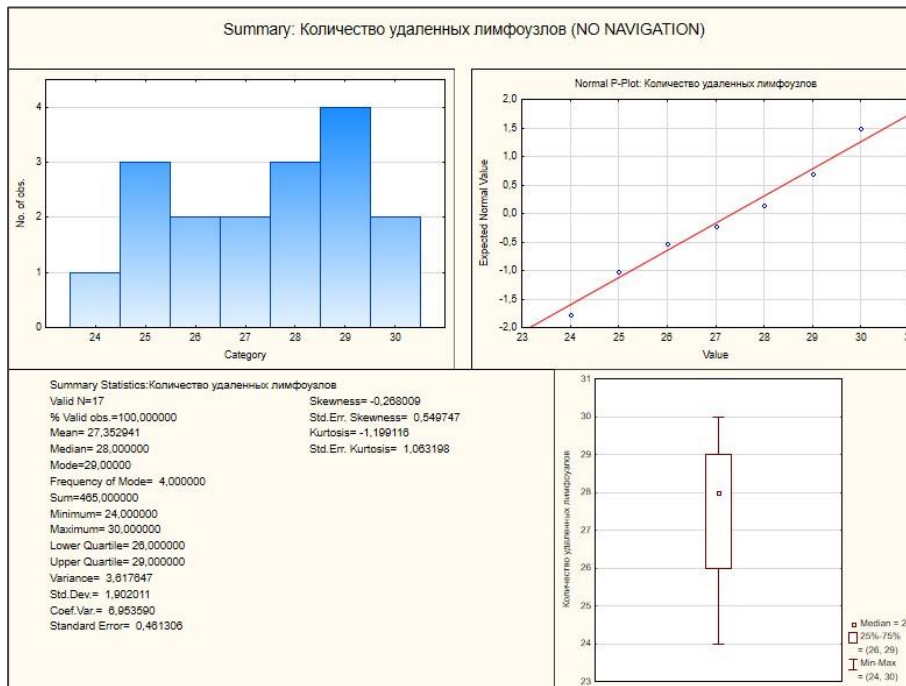 Summary: Количество удаленных лимфоузлов (NO NAVIGATION)
No. of obs.
4
3
2
1
0
24 25 26 27 28 29 30
Category
Normal P-Plot: Количество удаленных лимфоузлов
Expected Normal Value
2,0
1,5
1,0
0,5
0,0
-0,5
-1,0
-1,5
-2,0
23 24 25 26 27 28 29 30
Value
Summary Statistics:Количество удаленных лимфоузлов
Valid N=17
% Valid obs.=100,000000
Mean= 27,352941
Median= 28,000000
Mode=29,00000
Frequency of Mode= 4,000000
Sum=465,000000
Minimum= 24,000000
Maximum= 30,000000
Lower Quartile= 26,000000
Upper Quartile= 29,000000
Variance= 3,617647
Std.Dev.= 1,902011
Coef.Var.= 6,953590
Standard Error= 0,461306
Skewness= -0,268009
Std.Err. Skewness= 0,549747
Kurtosis= -1,199116
Std.Err. Kurtosis= 1,063198
Количество удаленных лимфоузлов
31
30
29
28
27
26
25
24
23
Median = 2
25%-75%
= (26, 29)
Min-Max
= (24, 30)